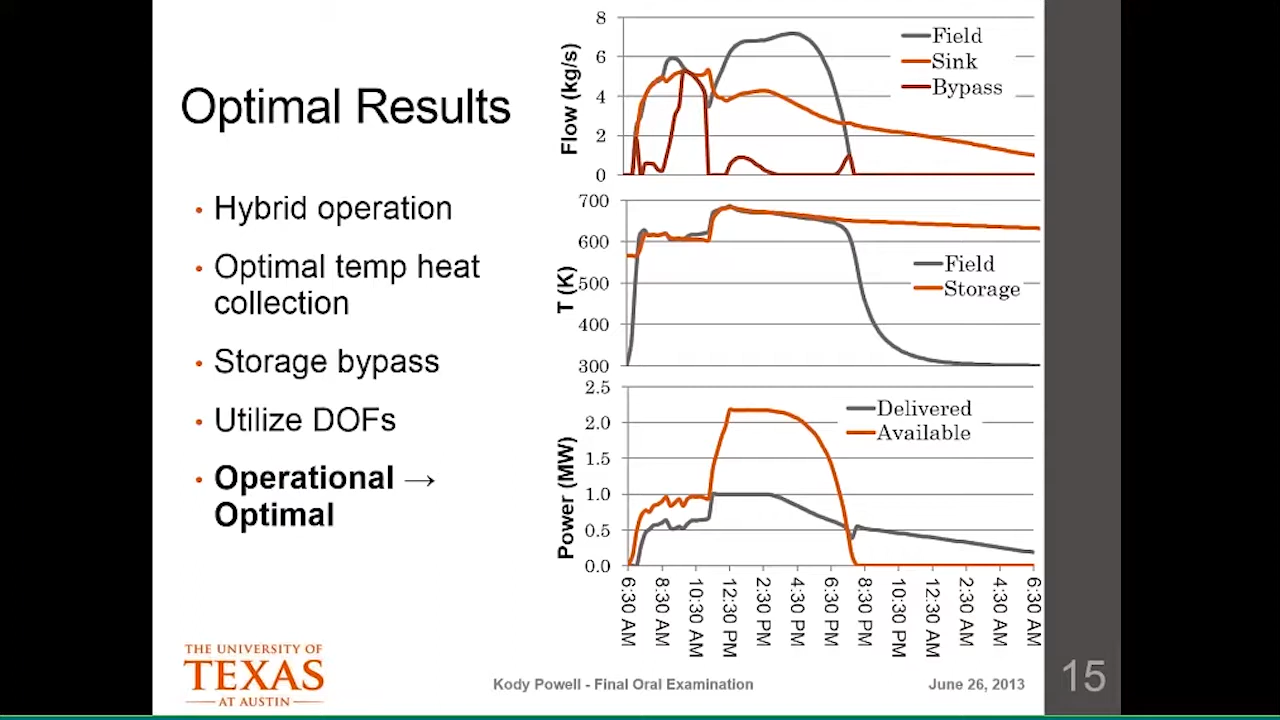 Optimal Results
• Hybrid operation
• Optimal temp heat
collection
• Storage bypass
• Utilize DOFs
• Operational →
Optimal
Flow (kg/s)
8
6
4
2
0
Field
Sink
Bypass
T (K)
700
600
500
400
300
Field
Storage
Power (MW)
2.5
2.0
1.5
1.0
0.5
0.0
Delivered
Available
6:30 AM
8:30 AM
10:30 AM
12:30 PM
2:30 PM
4:30 PM
6:30 PM
8:30 PM
10:30 PM
12:30 AM
2:30 AM
4:30 AM
6:30 AM
THE UNIVERSITY OF
TEXAS
AT AUSTIN
Kody Powell - Final Oral Examination
June 26, 2013
15